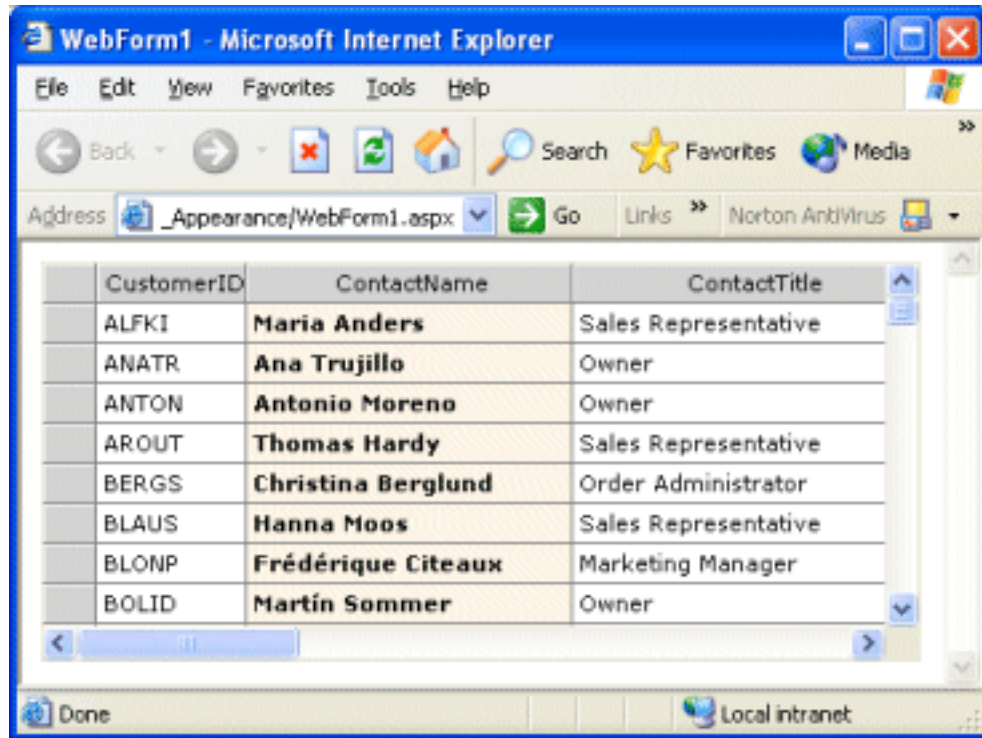 WebForm1 - Microsoft Internet Explorer
File Edit View Favorites Tools Help
Back Search Favorites Media »
Address _Appearance/WebForm1.aspx Go Links » Norton AntiVirus
CustomerID ContactName ContactTitle
ALFKI Maria Anders Sales Representative
ANATR Ana Trujillo Owner
ANTON Antonio Moreno Owner
AROUT Thomas Hardy Sales Representative
BERGS Christina Berglund Order Administrator
BLAUS Hanna Moos Sales Representative
BLONP Frédérique Citeaux Marketing Manager
BOLID Martín Sommer Owner
Done Local intranet